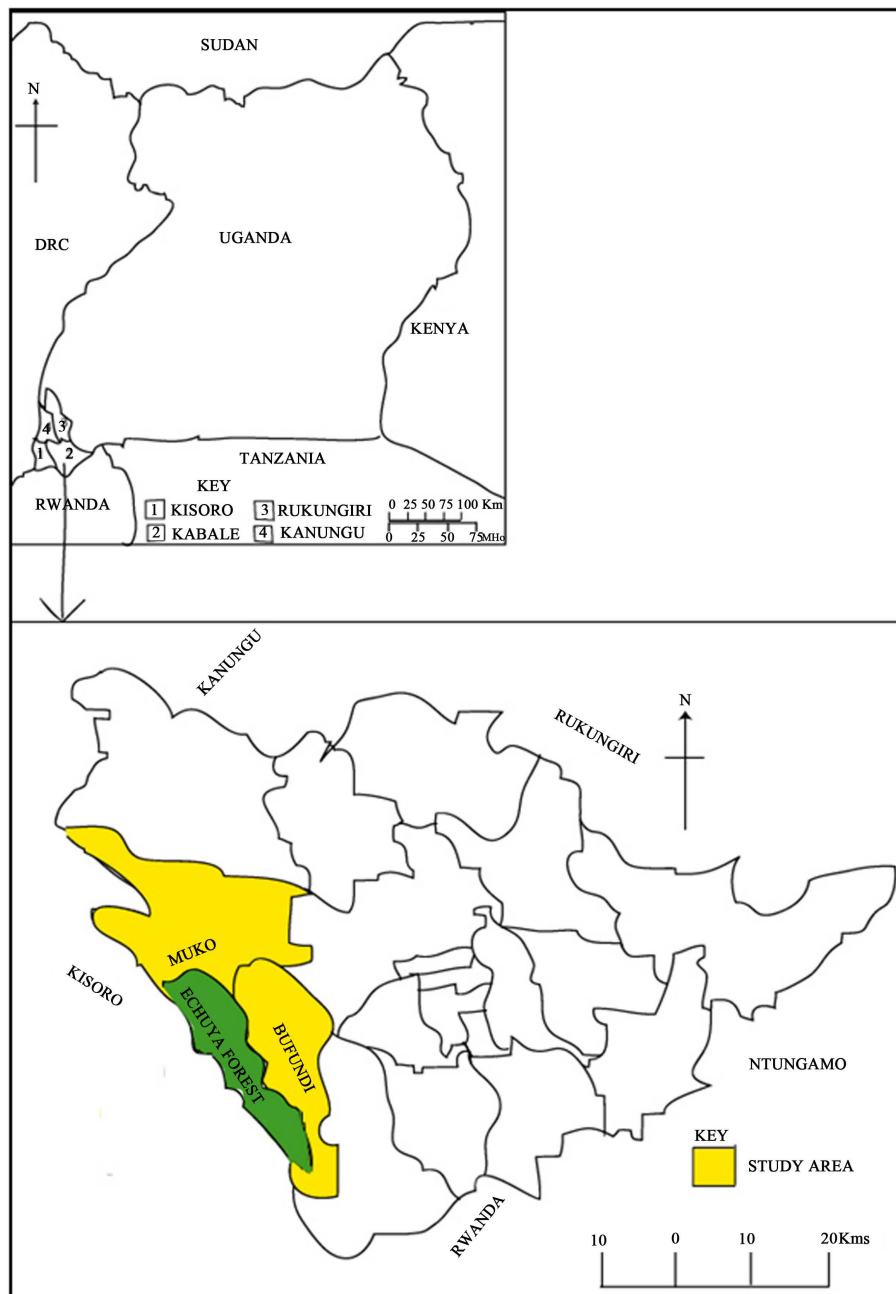 SUDAN
N
DRC
UGANDA
KENYA
4 3
1 2
TANZANIA
RWANDA
KEY
1 KISORO 3 RUKUNGIRI
2 KABALE 4 KANUNGU
0 25 50 75 100 Km
0 25 50 75MHo
KANUNGU
RUKUNGIRI
N
MUKO
KISORO
ECHUYA FOREST
BUFUNDI
NTUNGAMO
KEY
STUDY AREA
RWANDA
10 0 10 20Kms